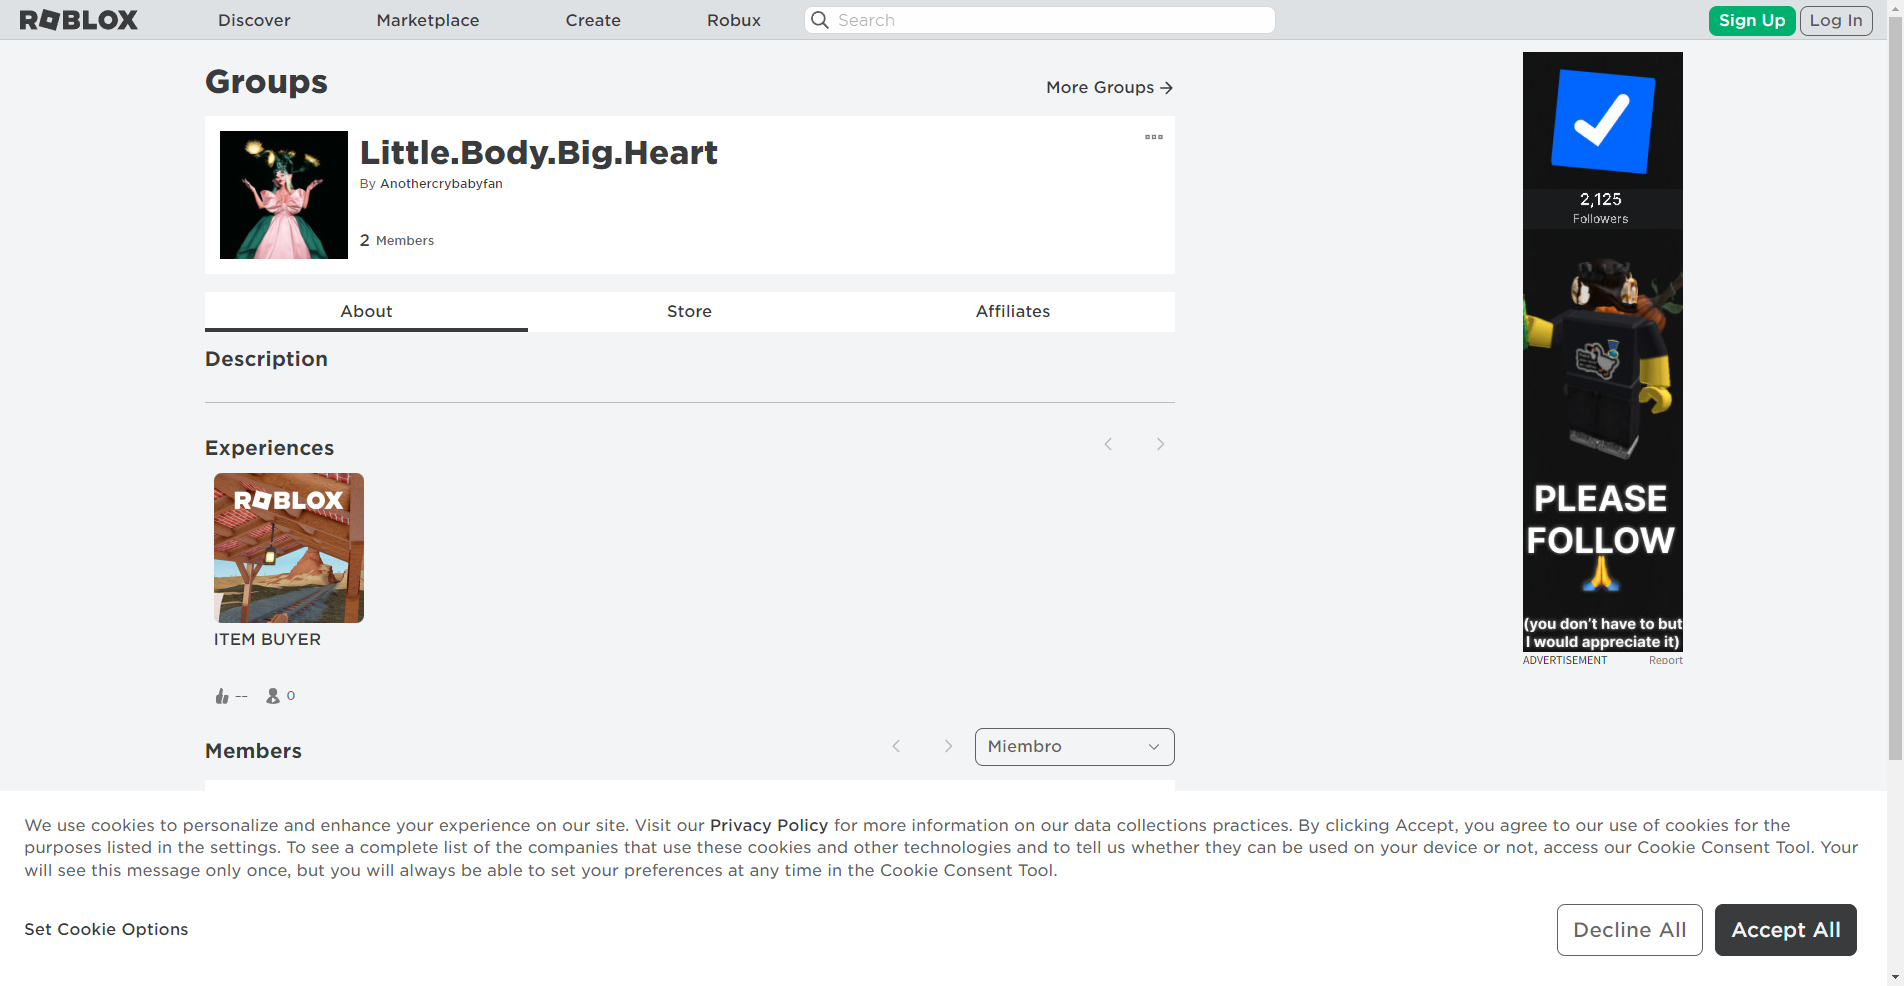 ROBLOX
Discover
Marketplace
Create
Robux
Search
Sign Up
Log In
Groups
More Groups
Little.Body.Big.Heart
By Anothercrybabyfan
2 Members
About
Store
Affiliates
Description
Experiences
ROBLOX
ITEM BUYER
--
0
Members
Miembro
2,125
Followers
PLEASE
FOLLOW
(you don't have to but
I would appreciate it)
ADVERTISEMENT
Report
We use cookies to personalize and enhance your experience on our site. Visit our Privacy Policy for more information on our data collections practices. By clicking Accept, you agree to our use of cookies for the
purposes listed in the settings. To see a complete list of the companies that use these cookies and other technologies and to tell us whether they can be used on your device or not, access our Cookie Consent Tool. Your
will see this message only once, but you will always be able to set your preferences at any time in the Cookie Consent Tool.
Set Cookie Options
Decline All
Accept All